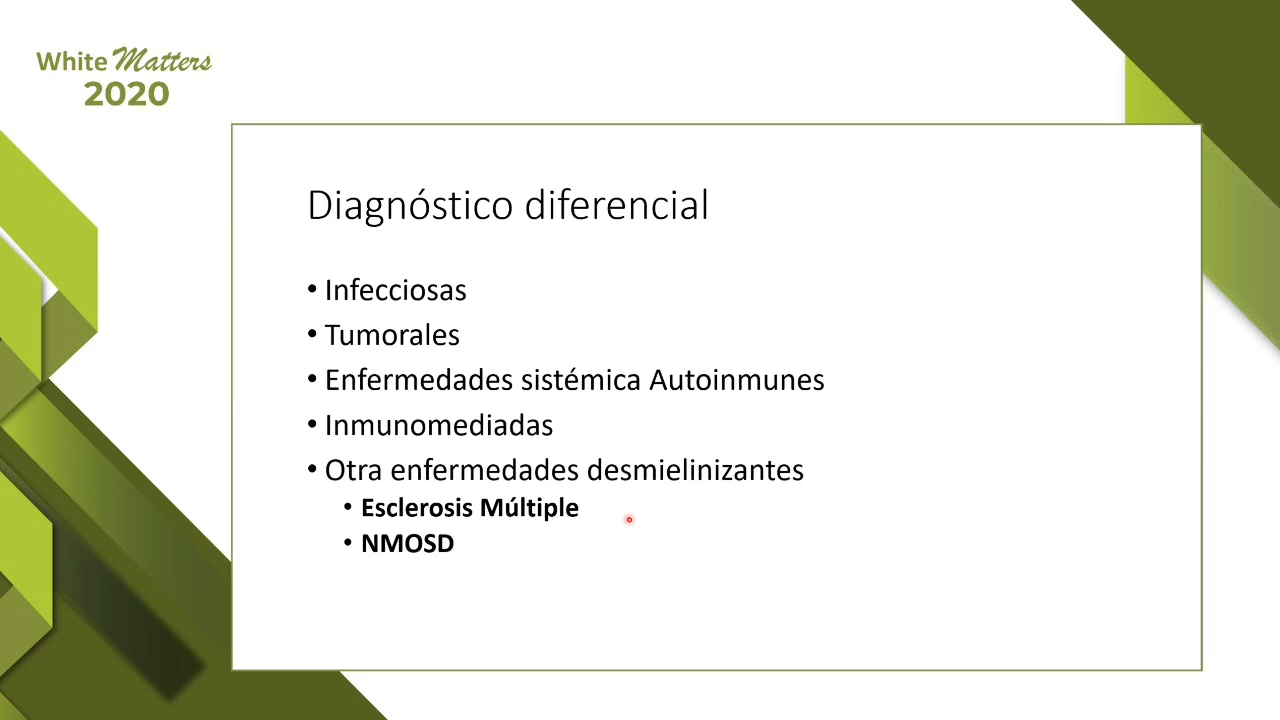 White Matters
2020
Diagnóstico diferencial
• Infecciosas
• Tumorales
• Enfermedades sistémica Autoinmunes
• Inmunomediadas
• Otra enfermedades desmielinizantes
• Esclerosis Múltiple
• NMOSD